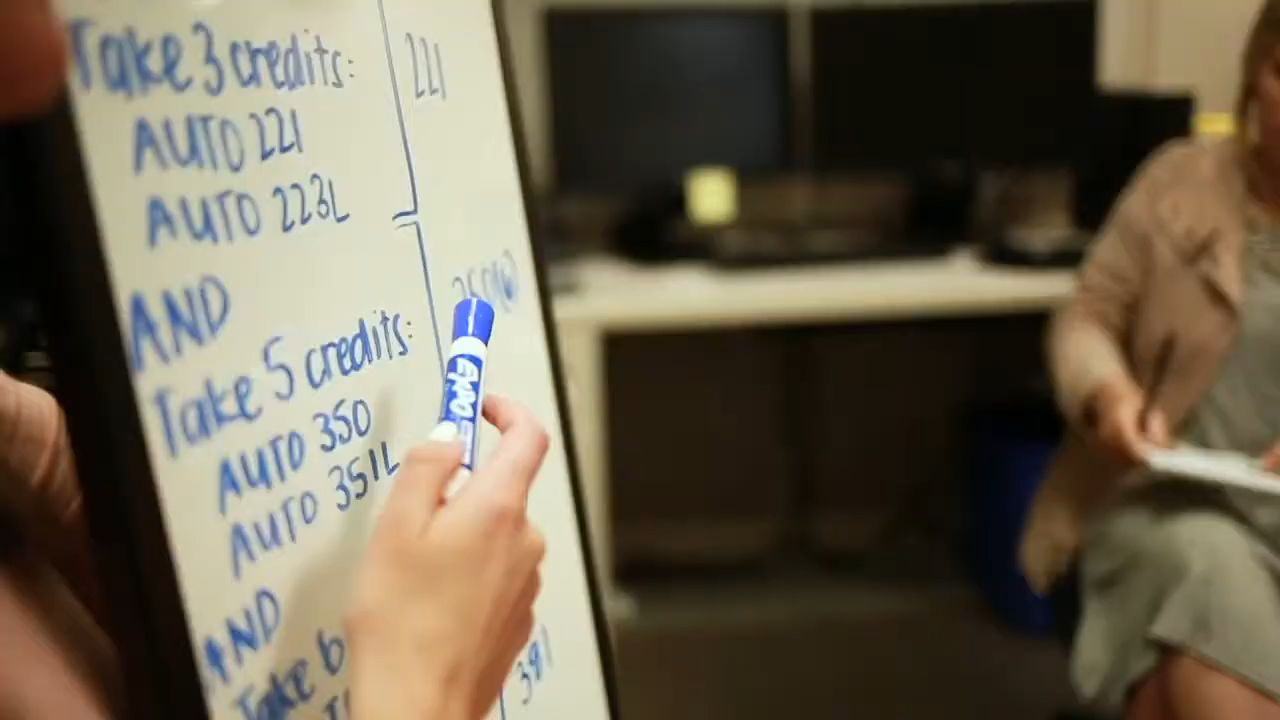 Take 3 credits:
AUTO 221
AUTO 223L
AND
Take 5 credits:
AUTO 350
AUTO 351L
AND
Take 6
221
391
EXPO